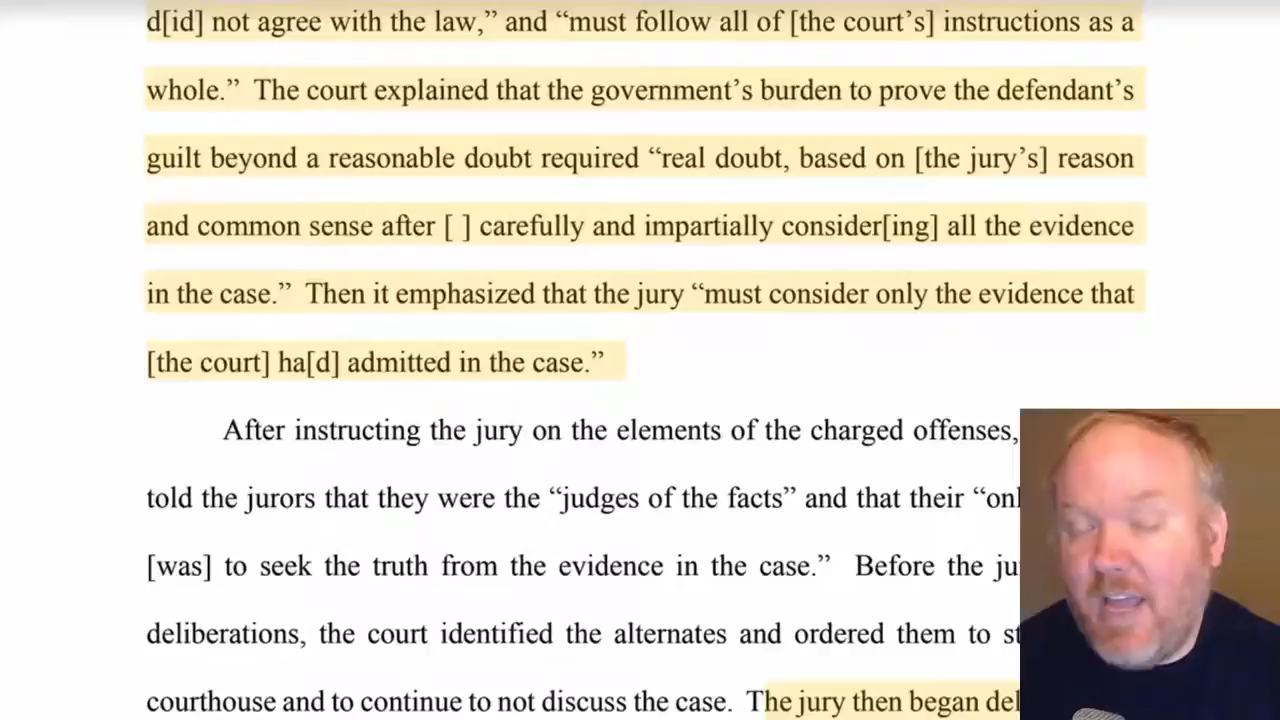 d[id] not agree with the law,” and “must follow all of [the court’s] instructions as a
whole.”  The court explained that the government’s burden to prove the defendant’s
guilt beyond a reasonable doubt required “real doubt, based on [the jury’s] reason
and common sense after [ ] carefully and impartially consider[ing] all the evidence
in the case.”  Then it emphasized that the jury “must consider only the evidence that
[the court] ha[d] admitted in the case.”
After instructing the jury on the elements of the charged offenses,
told the jurors that they were the “judges of the facts” and that their
[was] to seek the truth from the evidence in the case.”  Before the
deliberations, the court identified the alternates and ordered them to
courthouse and to continue to not discuss the case.  The jury then began